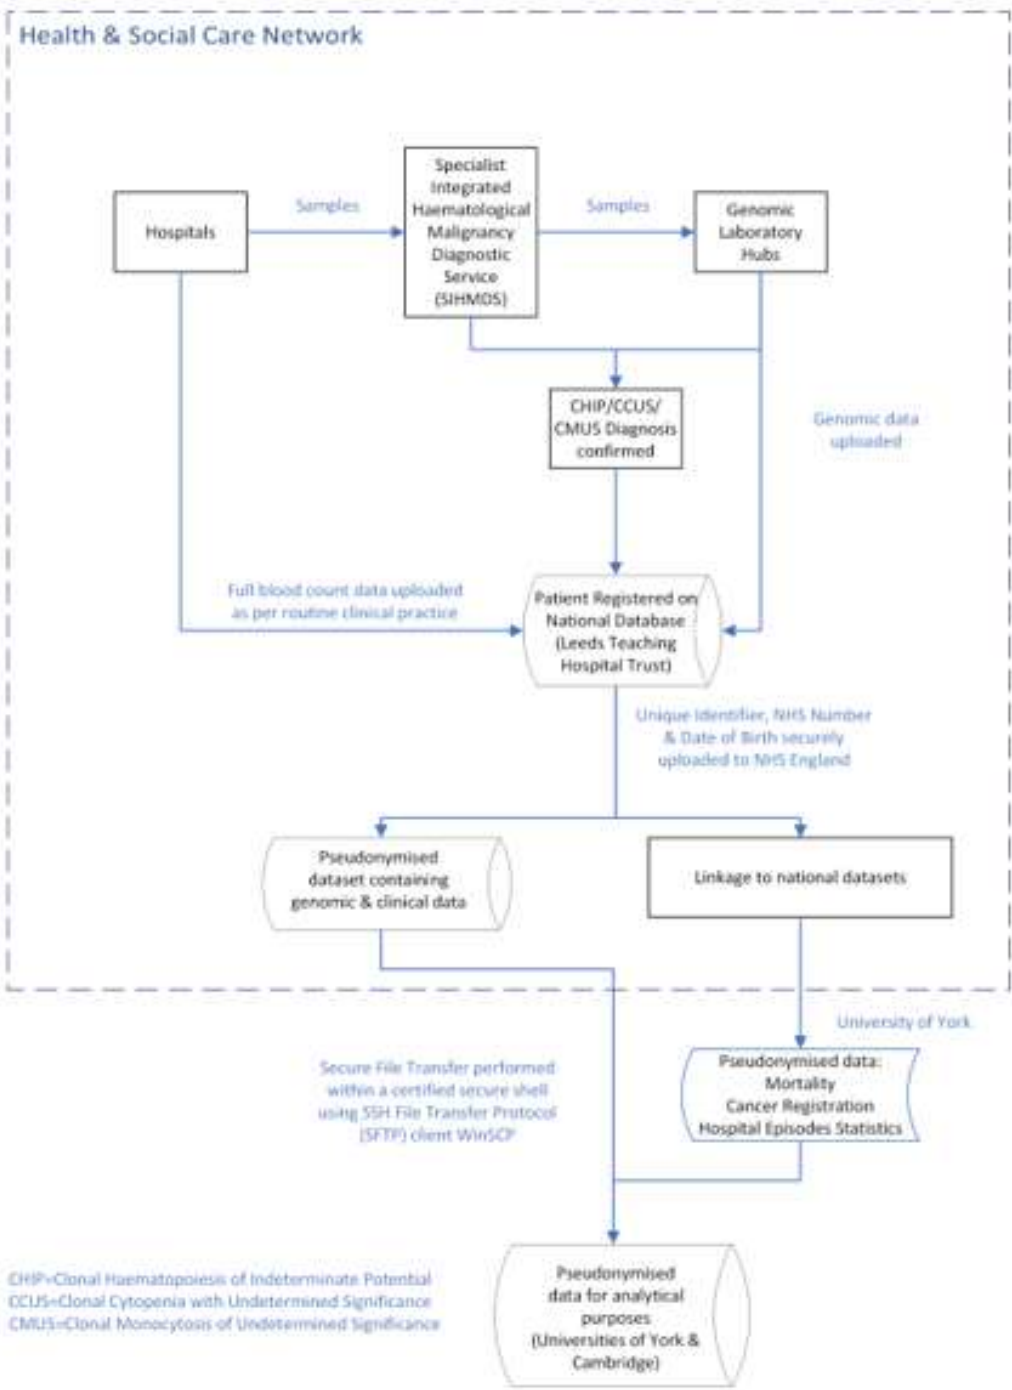 Health & Social Care Network
Hospitals
Samples
Specialist
Integrated
Haematological
Malignancy
Diagnostic
Service
(SIHMDS)
Samples
Genomic
Laboratory
Hubs
CHIP/CCUS/
CMUS Diagnosis
confirmed
Genomic data
uploaded
Full blood count data uploaded
as per routine clinical practice
Patient Registered on
National Database
(Leeds Teaching
Hospital Trust)
Unique Identifier, NHS Number
& Date of Birth securely
uploaded to NHS England
Pseudonymised
dataset containing
genomic & clinical data
Linkage to national datasets
University of York
Secure File Transfer performed
within a certified secure shell
using SSH File Transfer Protocol
(SFTP) client WinSCP
Pseudonymised data:
Mortality
Cancer Registration
Hospital Episodes Statistics
CHIP=Clonal Haematopoiesis of Indeterminate Potential
CCUS=Clonal Cytopenia with Undetermined Significance
CMUS=Clonal Monocytosis of Undetermined Significance
Pseudonymised
data for analytical
purposes
(Universities of York &
Cambridge)